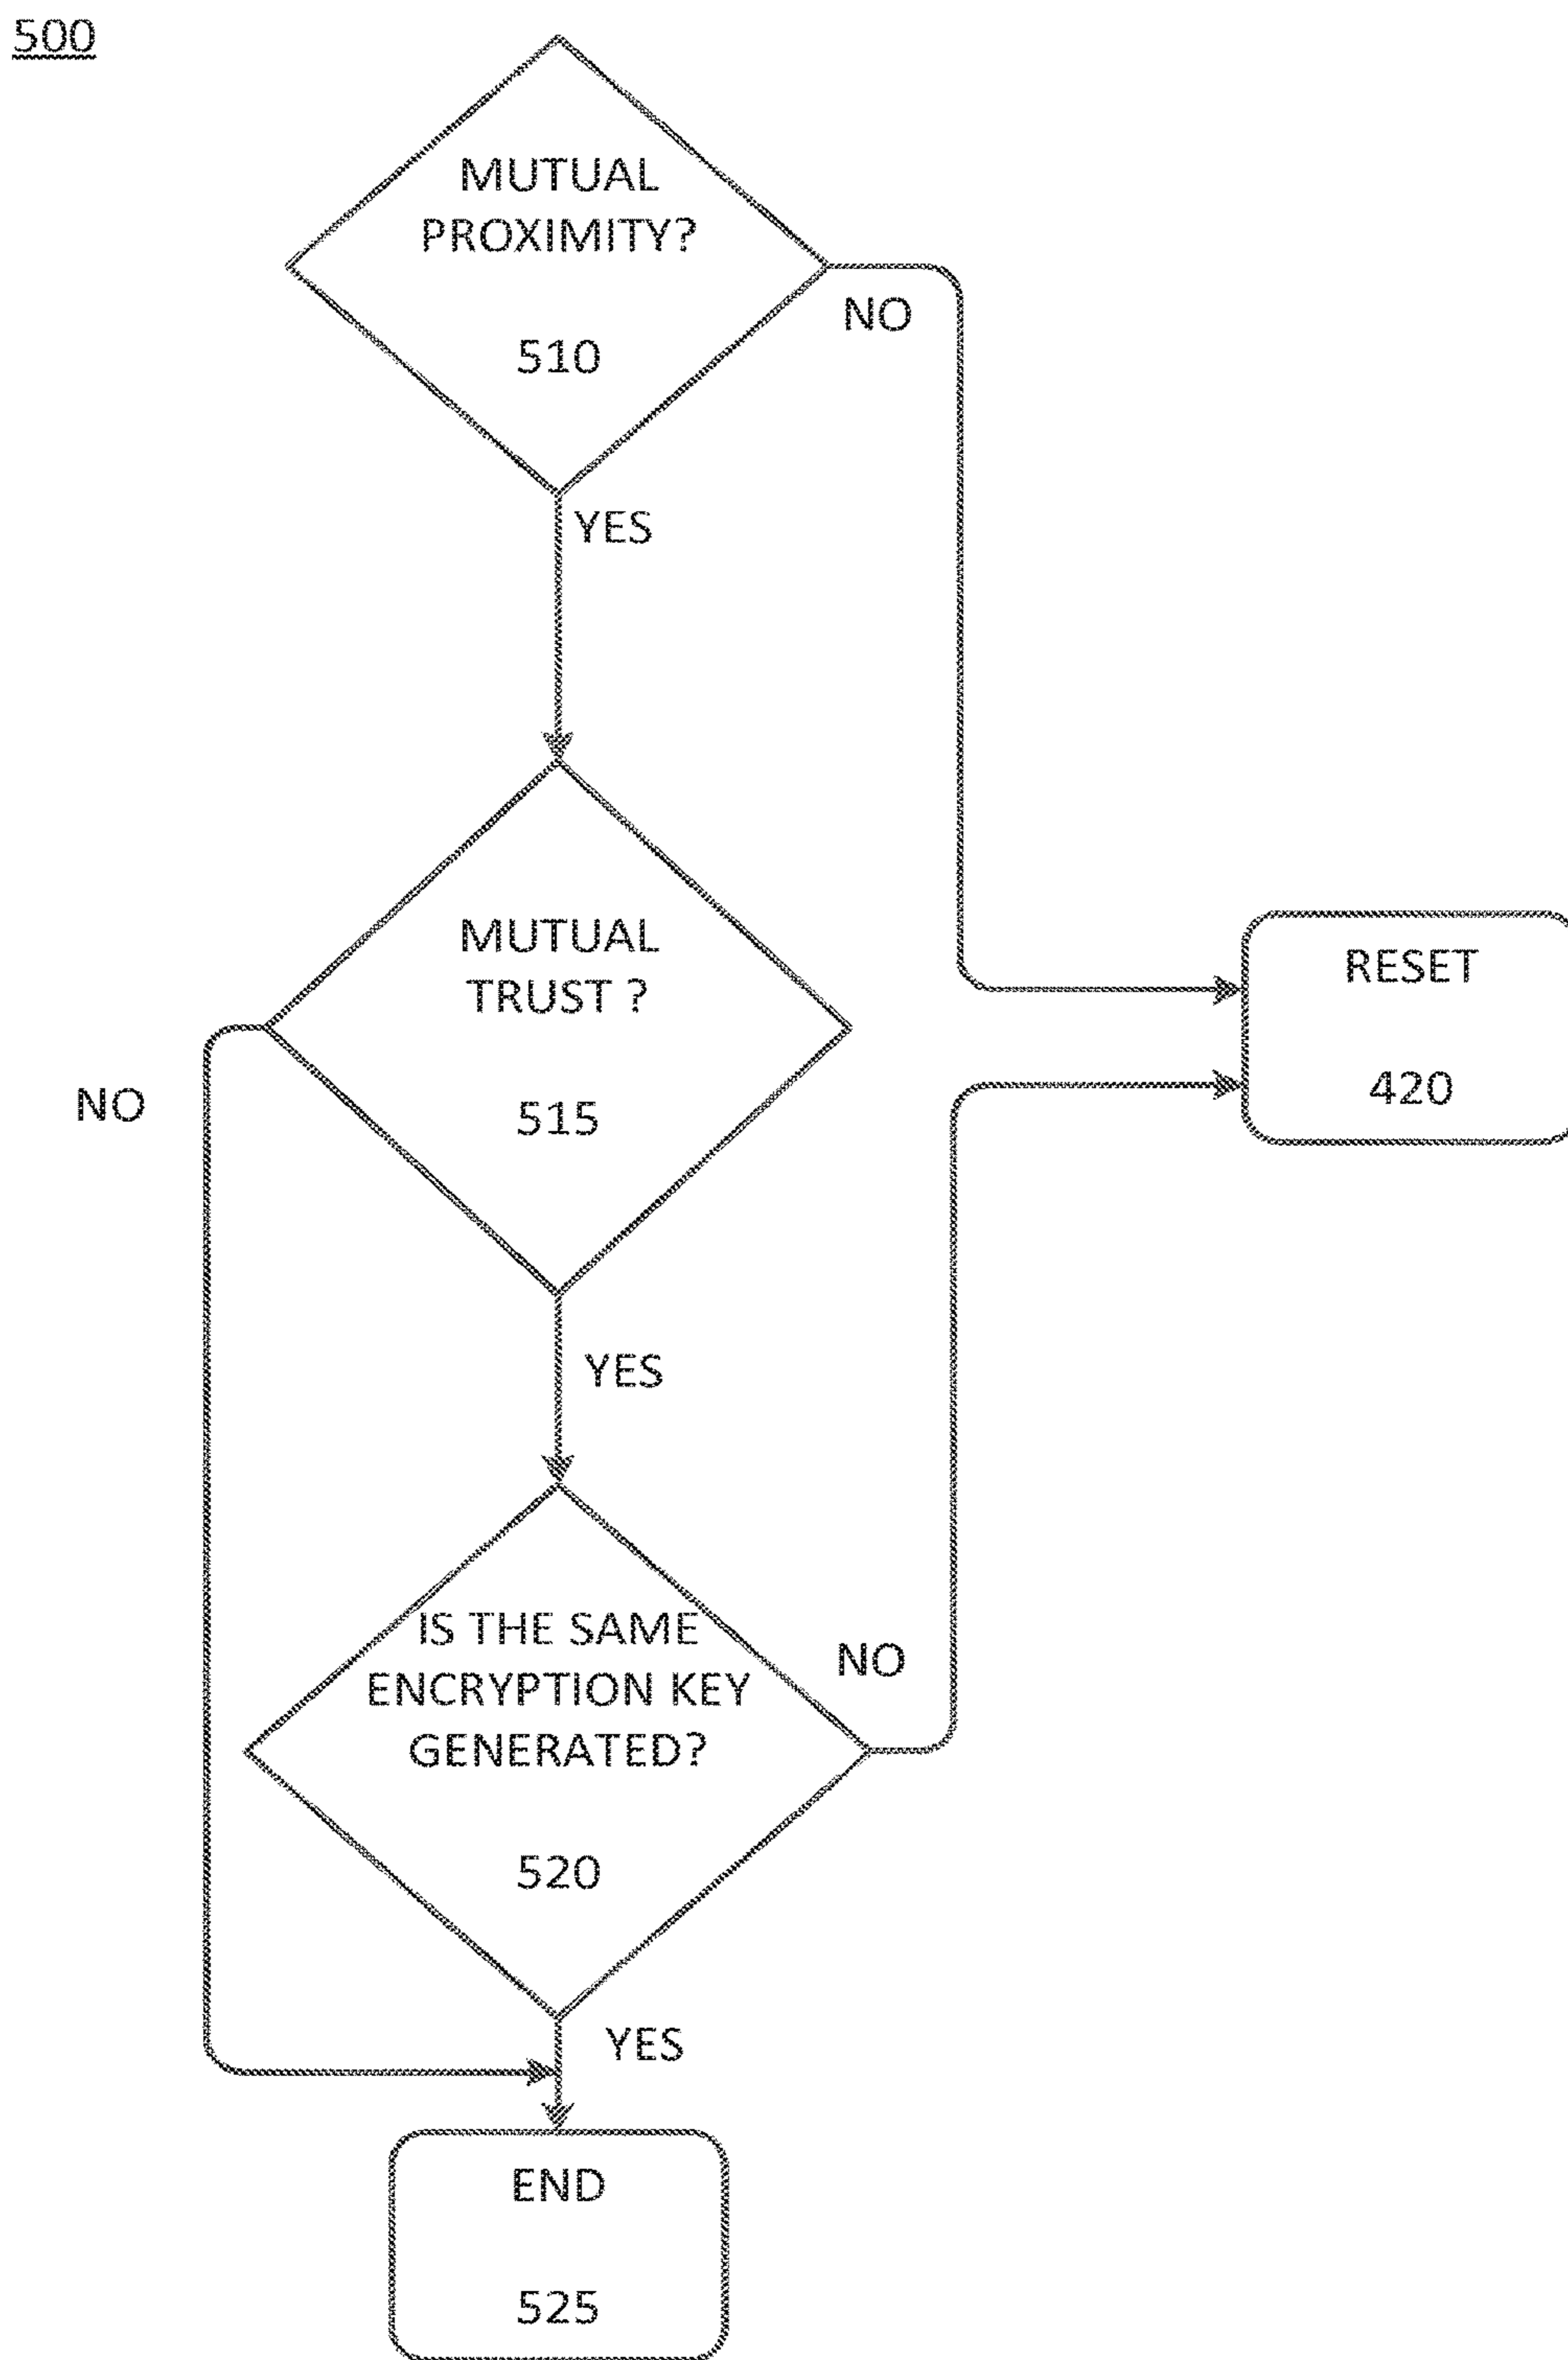 500
MUTUAL
PROXIMITY?
510
NO
YES
MUTUAL
TRUST ?
515
NO
RESET
420
YES
IS THE SAME
ENCRYPTION KEY
GENERATED?
520
NO
YES
END
525